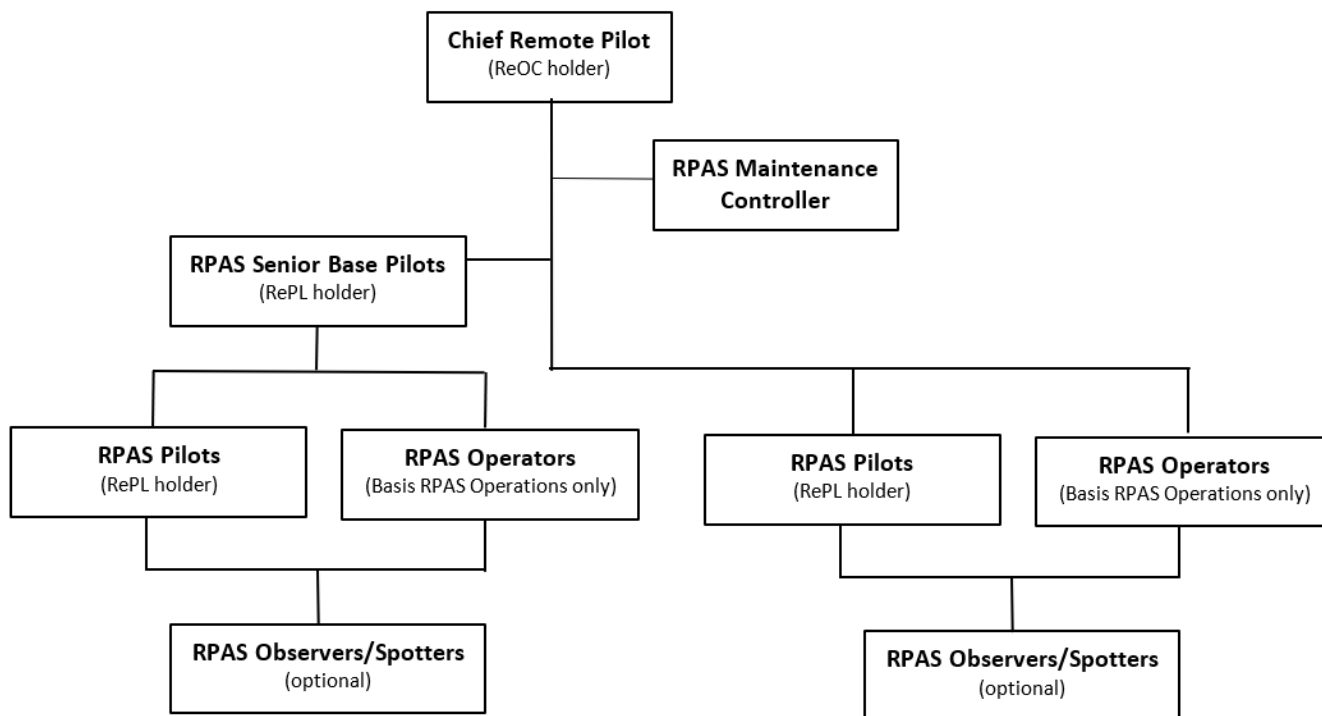 Chief Remote Pilot
(ReOC holder)
RPAS Maintenance
Controller
RPAS Senior Base Pilots
(RePL holder)
RPAS Pilots
(RePL holder)
RPAS Operators
(Basis RPAS Operations only)
RPAS Pilots
(RePL holder)
RPAS Operators
(Basis RPAS Operations only)
RPAS Observers/Spotters
(optional)
RPAS Observers/Spotters
(optional)